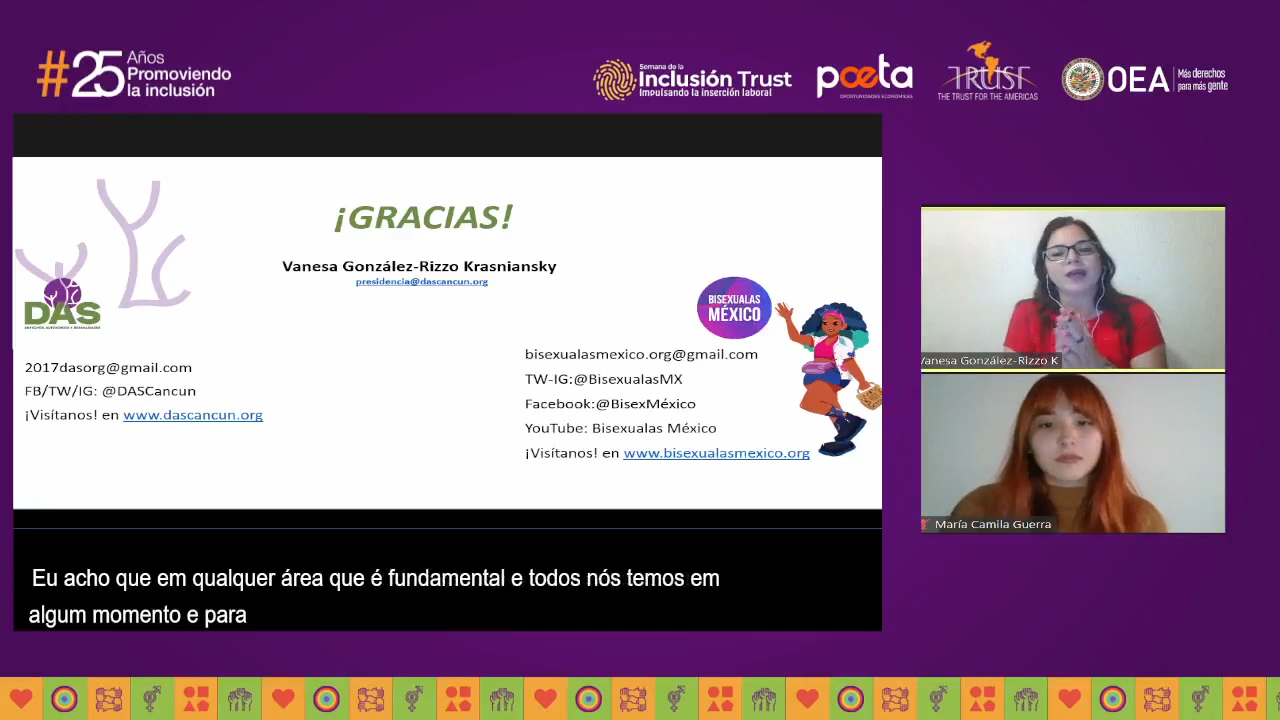 #25 Años
Promoviendo
la inclusión
Semana de la
Inclusión Trust
Impulsando la inserción laboral
poeta
OPORTUNIDADES ECONÓMICAS
TRUST
THE TRUST FOR THE AMERICAS
OEA
Más derechos
para más gente
¡GRACIAS!
Vanesa González-Rizzo Krasniansky
presidencia@dascancun.org
DAS
BISEXUALAS
MÉXICO
2017dasorg@gmail.com
FB/TW/IG: @DASCancun
¡Visítanos! en www.dascancun.org
bisexualasmexico.org@gmail.com
TW-IG:@BisexualasMX
Facebook:@BisexMéxico
YouTube: Bisexualas México
¡Visítanos! en www.bisexualasmexico.org
Vanesa González-Rizzo K
María Camila Guerra
Eu acho que em qualquer área que é fundamental e todos nós temos em
algum momento e para